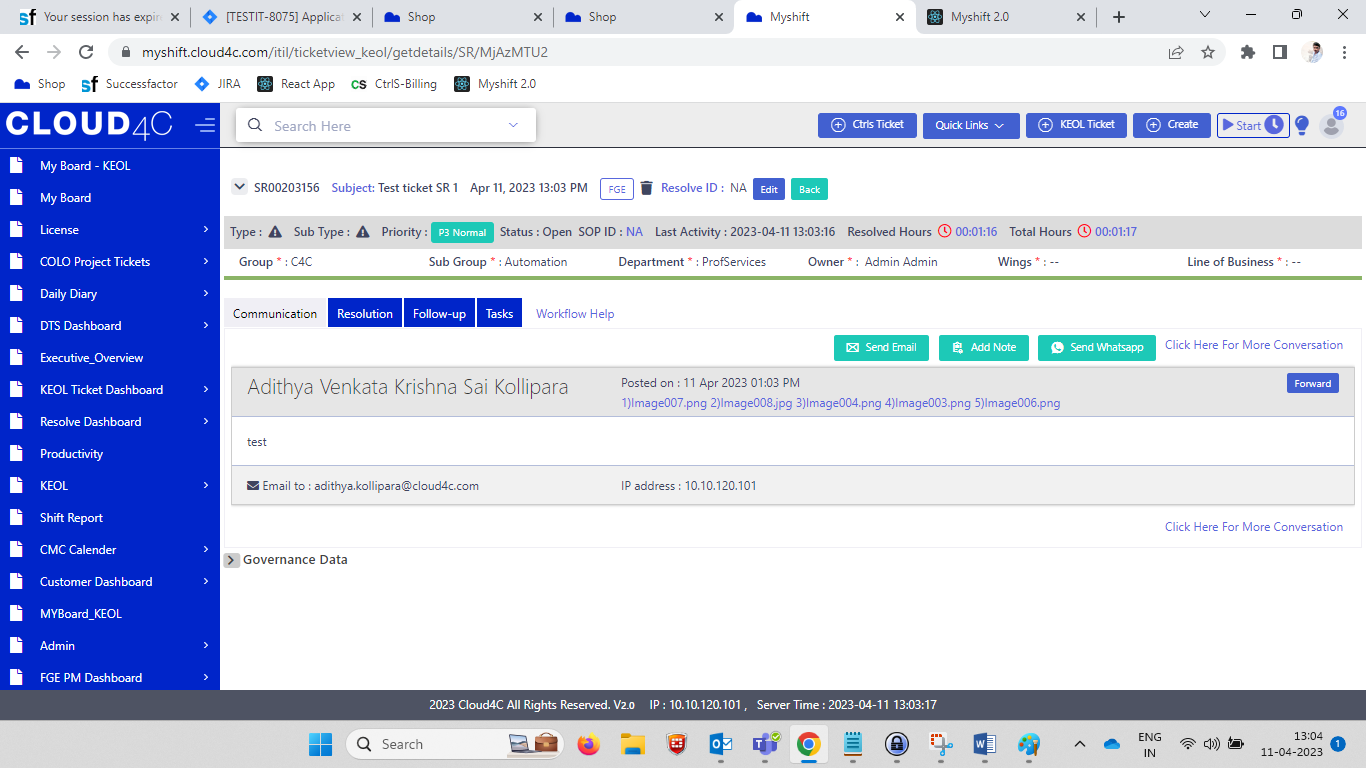 Your session has expir
[TESTIT-8075] Applicat
Shop
Shop
Myshift
Myshift 2.0
myshift.cloud4c.com/itil/ticketview_keol/getdetails/SR/MjAzMTU2
Shop
Successfactor
JIRA
React App
CtrlS-Billing
Myshift 2.0
CLOUD4C
Search Here
Ctrls Ticket
Quick Links
KEOL Ticket
Create
Start
16
My Board - KEOL
My Board
License
COLO Project Tickets
Daily Diary
DTS Dashboard
Executive_Overview
KEOL Ticket Dashboard
Resolve Dashboard
Productivity
KEOL
Shift Report
CMC Calender
Customer Dashboard
MYBoard_KEOL
Admin
FGE PM Dashboard
SR00203156 Subject: Test ticket SR 1 Apr 11, 2023 13:03 PM FGE Resolve ID : NA Edit Back
Type : Sub Type : Priority : P3 Normal Status : Open SOP ID : NA Last Activity : 2023-04-11 13:03:16 Resolved Hours 00:01:16 Total Hours 00:01:17
Group * : C4C Sub Group * : Automation Department * : ProfServices Owner * : Admin Admin Wings * : -- Line of Business * : --
Communication Resolution Follow-up Tasks Workflow Help
Send Email Add Note Send Whatsapp Click Here For More Conversation
Adithya Venkata Krishna Sai Kollipara
Posted on : 11 Apr 2023 01:03 PM
1)Image007.png 2)Image008.jpg 3)Image004.png 4)Image003.png 5)Image006.png
Forward
test
Email to : adithya.kollipara@cloud4c.com IP address : 10.10.120.101
Click Here For More Conversation
Governance Data
2023 Cloud4C All Rights Reserved. V2.0 IP : 10.10.120.101 , Server Time : 2023-04-11 13:03:17
Search
ENG
IN
13:04
11-04-2023
1